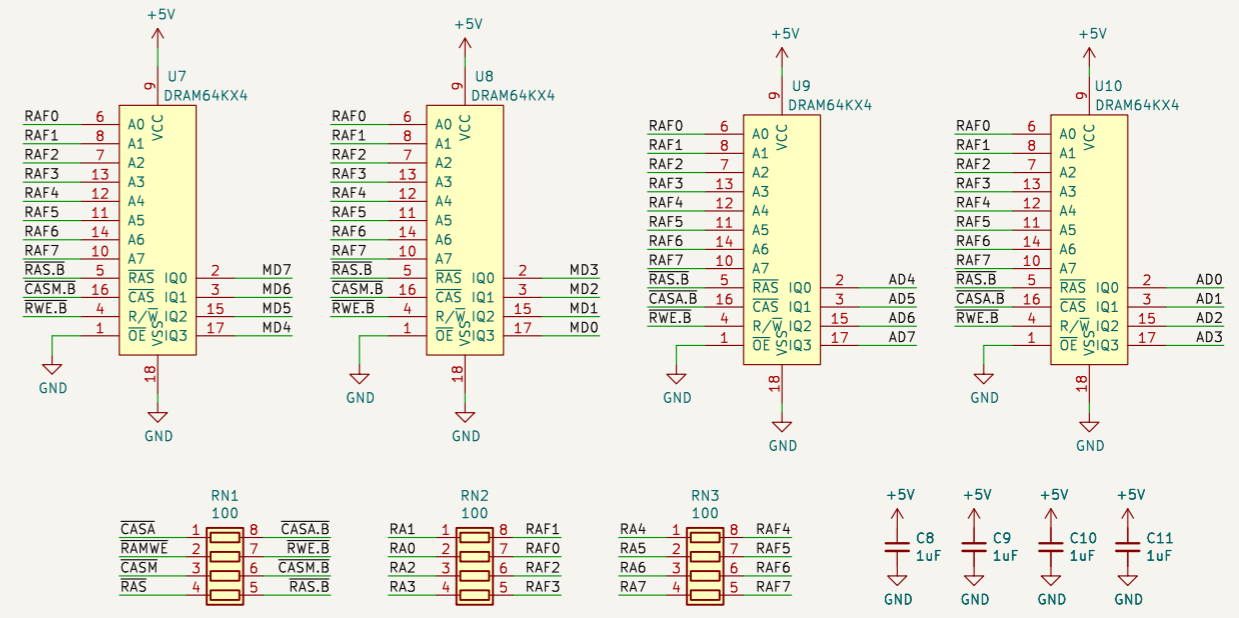 +5V
9
U7
DRAM64KX4
RAF0 6 A0 VCC
RAF1 8 A1
RAF2 7 A2
RAF3 13 A3
RAF4 12 A4
RAF5 11 A5
RAF6 14 A6
RAF7 10 A7
RAS.B 5 RAS IQ0 2 MD7
CASM.B 16 CAS IQ1 3 MD6
RWE.B 4 R/W IQ2 15 MD5
1 OE VSS IQ3 17 MD4
GND
18
GND
+5V
9
U8
DRAM64KX4
RAF0 6 A0 VCC
RAF1 8 A1
RAF2 7 A2
RAF3 13 A3
RAF4 12 A4
RAF5 11 A5
RAF6 14 A6
RAF7 10 A7
RAS.B 5 RAS IQ0 2 MD3
CASM.B 16 CAS IQ1 3 MD2
RWE.B 4 R/W IQ2 15 MD1
1 OE VSS IQ3 17 MD0
GND
18
GND
+5V
9
U9
DRAM64KX4
RAF0 6 A0 VCC
RAF1 8 A1
RAF2 7 A2
RAF3 13 A3
RAF4 12 A4
RAF5 11 A5
RAF6 14 A6
RAF7 10 A7
RAS.B 5 RAS IQ0 2 AD4
CASA.B 16 CAS IQ1 3 AD5
RWE.B 4 R/W IQ2 15 AD6
1 OE VSS IQ3 17 AD7
GND
18
GND
+5V
9
U10
DRAM64KX4
RAF0 6 A0 VCC
RAF1 8 A1
RAF2 7 A2
RAF3 13 A3
RAF4 12 A4
RAF5 11 A5
RAF6 14 A6
RAF7 10 A7
RAS.B 5 RAS IQ0 2 AD0
CASA.B 16 CAS IQ1 3 AD1
RWE.B 4 R/W IQ2 15 AD2
1 OE VSS IQ3 17 AD3
GND
18
GND
RN1
100
CASA 1 8 CASA.B
RAMWE 2 7 RWE.B
CASM 3 6 CASM.B
RAS 4 5 RAS.B
RN2
100
RA1 1 8 RAF1
RA0 2 7 RAF0
RA2 3 6 RAF2
RA3 4 5 RAF3
RN3
100
RA4 1 8 RAF4
RA5 2 7 RAF5
RA6 3 6 RAF6
RA7 4 5 RAF7
+5V
C8
1uF
GND
+5V
C9
1uF
GND
+5V
C10
1uF
GND
+5V
C11
1uF
GND